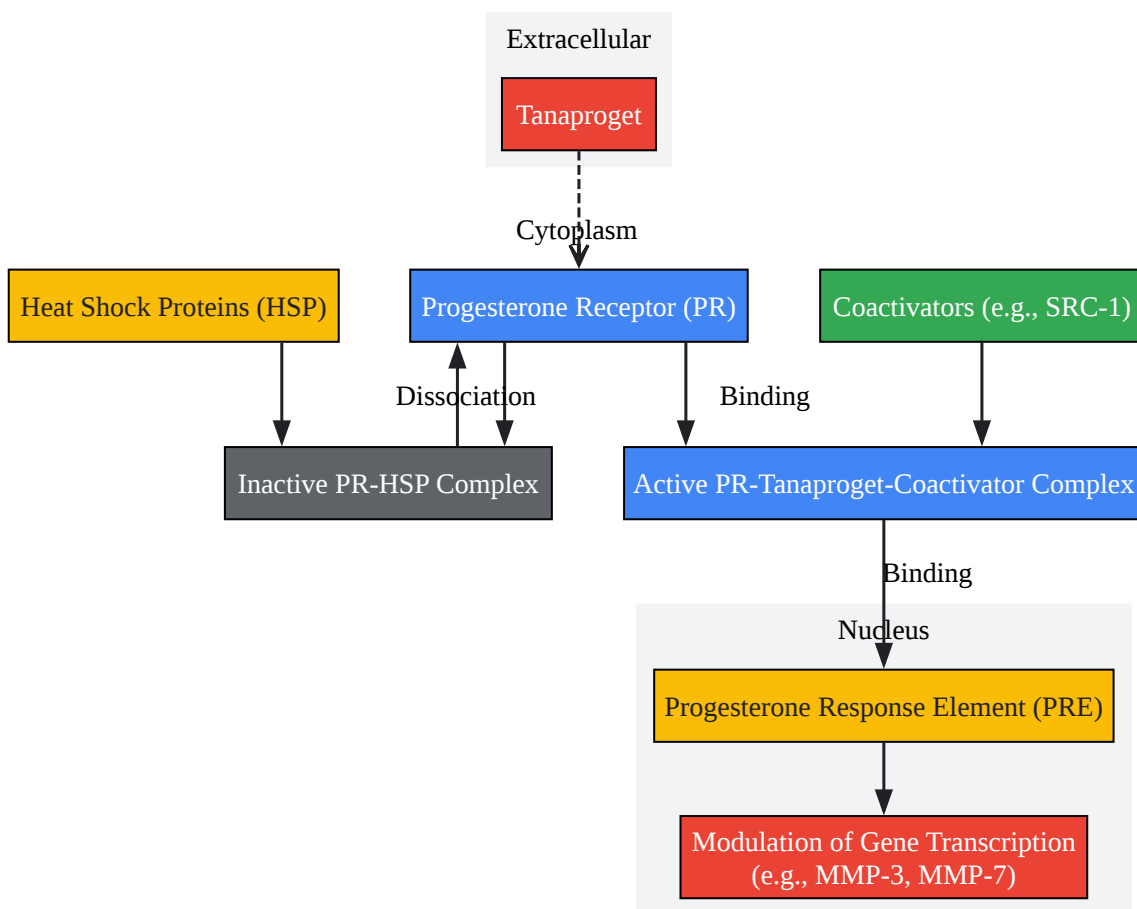 Extracellular
Tanaproget
Cytoplasm
Heat Shock Proteins (HSP)
Progesterone Receptor (PR)
Coactivators (e.g., SRC-1)
Dissociation
Binding
Inactive PR-HSP Complex
Active PR-Tanaproget-Coactivator Complex
Binding
Nucleus
Progesterone Response Element (PRE)
Modulation of Gene Transcription
(e.g., MMP-3, MMP-7)